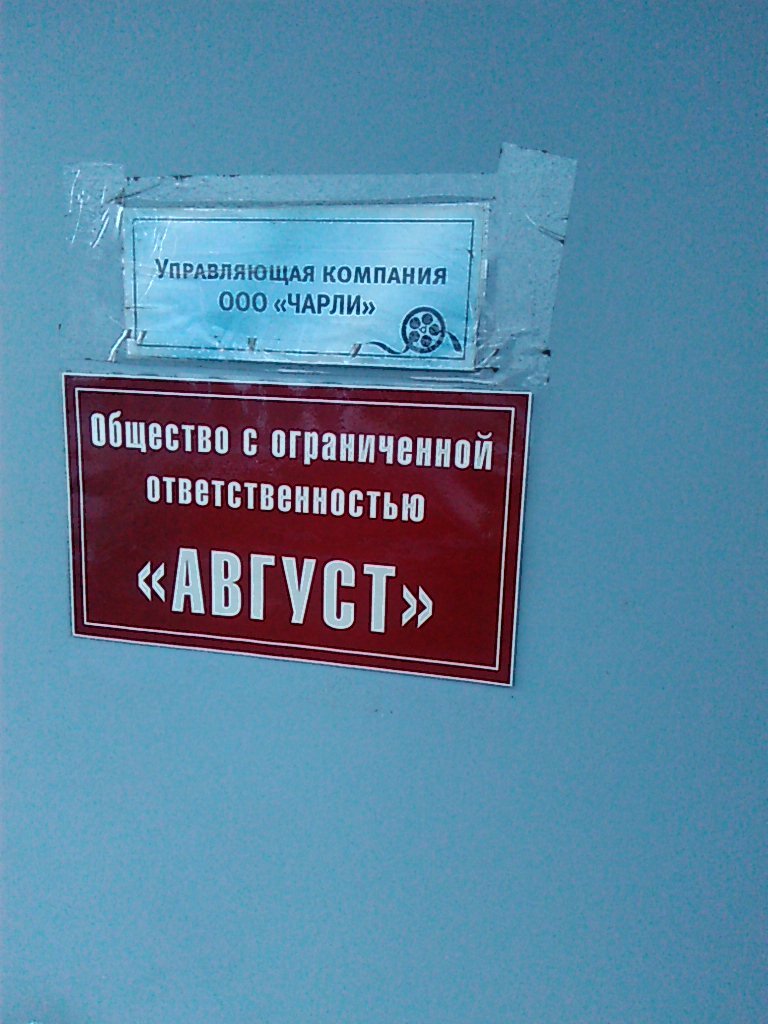 Управляющая компания
ООО «ЧАРЛИ»
Общество с ограниченной
ответственностью
«АВГУСТ»